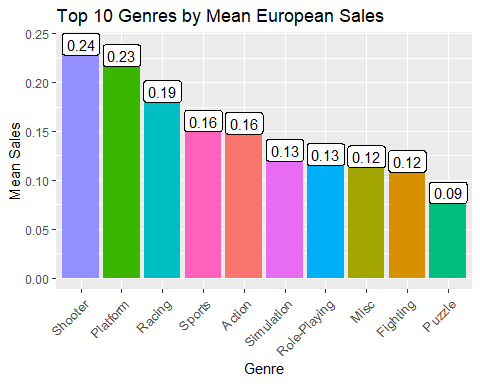 Top 10 Genres by Mean European Sales
Mean Sales
0.25
0.20
0.15
0.10
0.05
0.00
0.24
0.23
0.19
0.16
0.16
0.13
0.13
0.12
0.12
0.09
Shooter
Platform
Racing
Sports
Action
Simulation
Role-Playing
Misc
Fighting
Puzzle
Genre